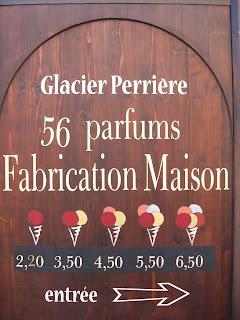 Glacier Perrière
56 parfums
Fabrication Maison
2,20 3,50 4,50 5,50 6,50
entrée